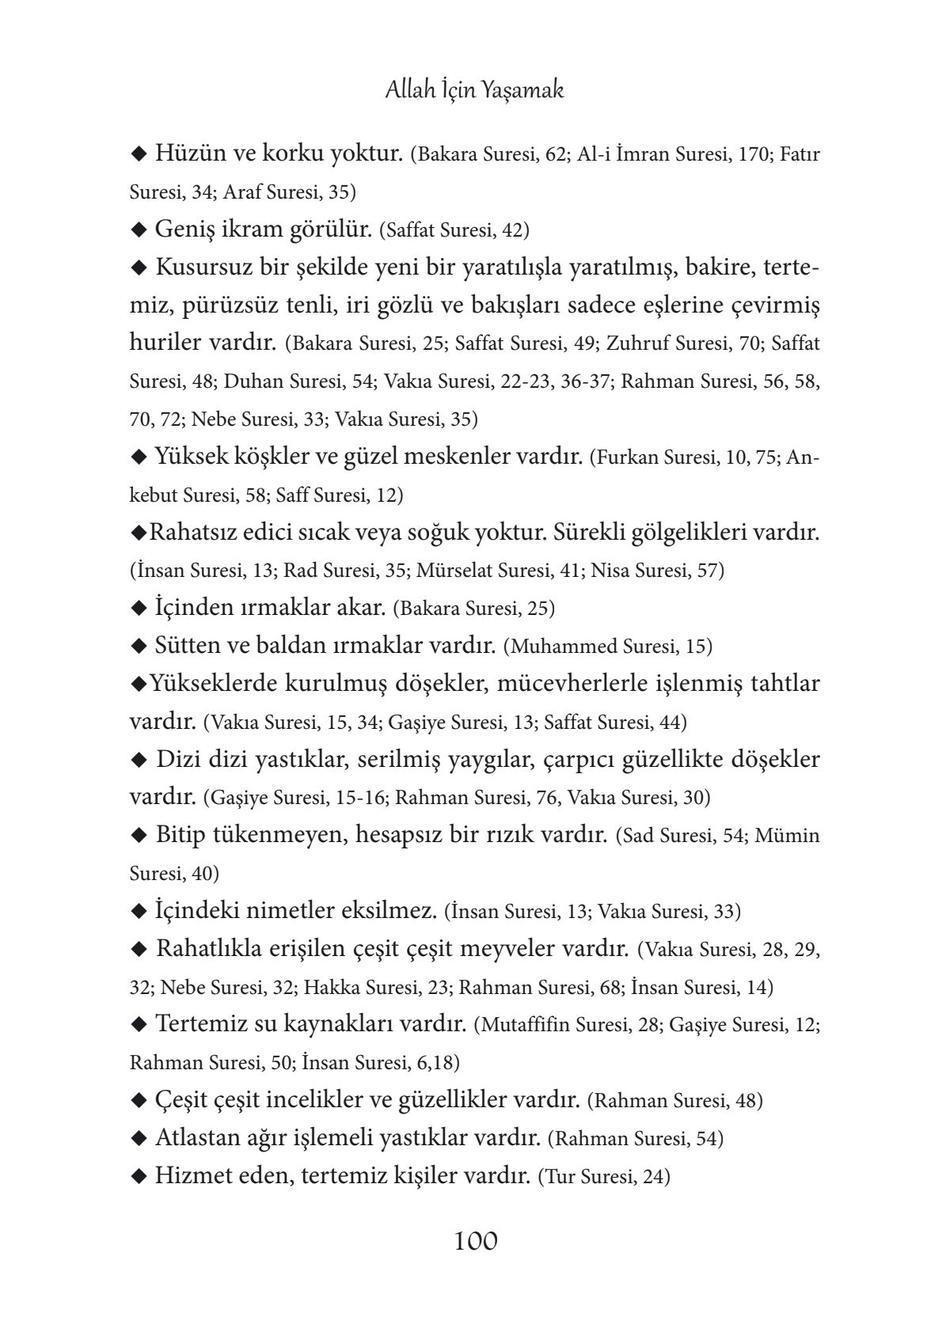 Allah İçin Yaşamak
◆ Hüzün ve korku yoktur. (Bakara Suresi, 62; Al-i İmran Suresi, 170; Fatır
Suresi, 34; Araf Suresi, 35)
◆ Geniş ikram görülür. (Saffat Suresi, 42)
◆ Kusursuz bir şekilde yeni bir yaratılışla yaratılmış, bakire, terte-
miz, pürüzsüz tenli, iri gözlü ve bakışları sadece eşlerine çevirmiş
huriler vardır. (Bakara Suresi, 25; Saffat Suresi, 49; Zuhruf Suresi, 70; Saffat
Suresi, 48; Duhan Suresi, 54; Vakıa Suresi, 22-23, 36-37; Rahman Suresi, 56, 58,
70, 72; Nebe Suresi, 33; Vakıa Suresi, 35)
◆ Yüksek köşkler ve güzel meskenler vardır. (Furkan Suresi, 10, 75; An-
kebut Suresi, 58; Saff Suresi, 12)
◆Rahatsız edici sıcak veya soğuk yoktur. Sürekli gölgelikleri vardır.
(İnsan Suresi, 13; Rad Suresi, 35; Mürselat Suresi, 41; Nisa Suresi, 57)
◆ İçinden ırmaklar akar. (Bakara Suresi, 25)
◆ Sütten ve baldan ırmaklar vardır. (Muhammed Suresi, 15)
◆Yükseklerde kurulmuş döşekler, mücevherlerle işlenmiş tahtlar
vardır. (Vakıa Suresi, 15, 34; Gaşiye Suresi, 13; Saffat Suresi, 44)
◆ Dizi dizi yastıklar, serilmiş yaygılar, çarpıcı güzellikte döşekler
vardır. (Gaşiye Suresi, 15-16; Rahman Suresi, 76, Vakıa Suresi, 30)
◆ Bitip tükenmeyen, hesapsız bir rızık vardır. (Sad Suresi, 54; Mümin
Suresi, 40)
◆ İçindeki nimetler eksilmez. (İnsan Suresi, 13; Vakıa Suresi, 33)
◆ Rahatlıkla erişilen çeşit çeşit meyveler vardır. (Vakıa Suresi, 28, 29,
32; Nebe Suresi, 32; Hakka Suresi, 23; Rahman Suresi, 68; İnsan Suresi, 14)
◆ Tertemiz su kaynakları vardır. (Mutaffifin Suresi, 28; Gaşiye Suresi, 12;
Rahman Suresi, 50; İnsan Suresi, 6,18)
◆ Çeşit çeşit incelikler ve güzellikler vardır. (Rahman Suresi, 48)
◆ Atlastan ağır işlemeli yastıklar vardır. (Rahman Suresi, 54)
◆ Hizmet eden, tertemiz kişiler vardır. (Tur Suresi, 24)
100